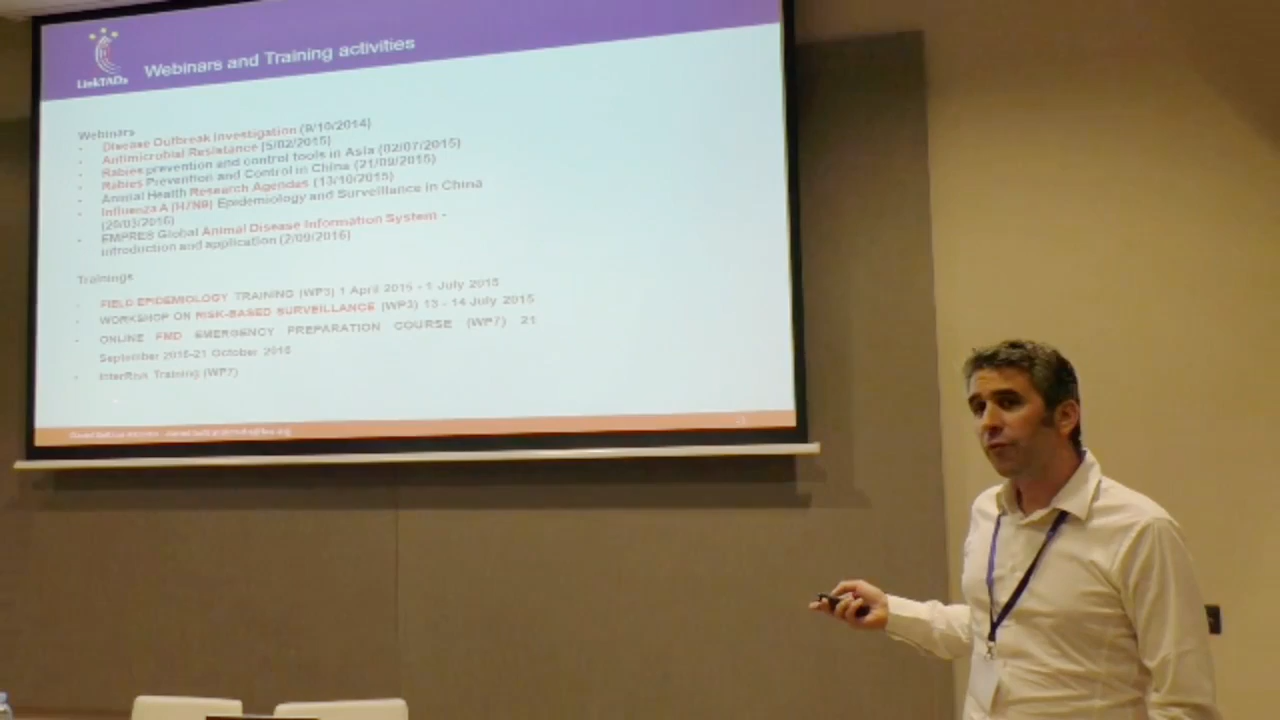 LinkTADs
Webinars and Training activities
Webinars
• Disease Outbreak Investigation (9/10/2014)
• Antimicrobial Resistance (5/02/2015)
• Rabies prevention and control tools in Asia (02/07/2015)
• Rabies Prevention and Control in China (21/09/2015)
• Animal Health Research Agendas (13/10/2015)
• Influenza A (H7N9) Epidemiology and Surveillance in China
(20/03/2016)
• EMPRES Global Animal Disease Information System -
introduction and application (2/09/2016)
Trainings
• FIELD EPIDEMIOLOGY TRAINING (WP3) 1 April 2015 - 1 July 2015
• WORKSHOP ON RISK-BASED SURVEILLANCE (WP3) 13 - 14 July 2015
• ONLINE FMD EMERGENCY PREPARATION COURSE (WP7) 21
September 2015-21 October 2015
• InterRisk Training (WP7)